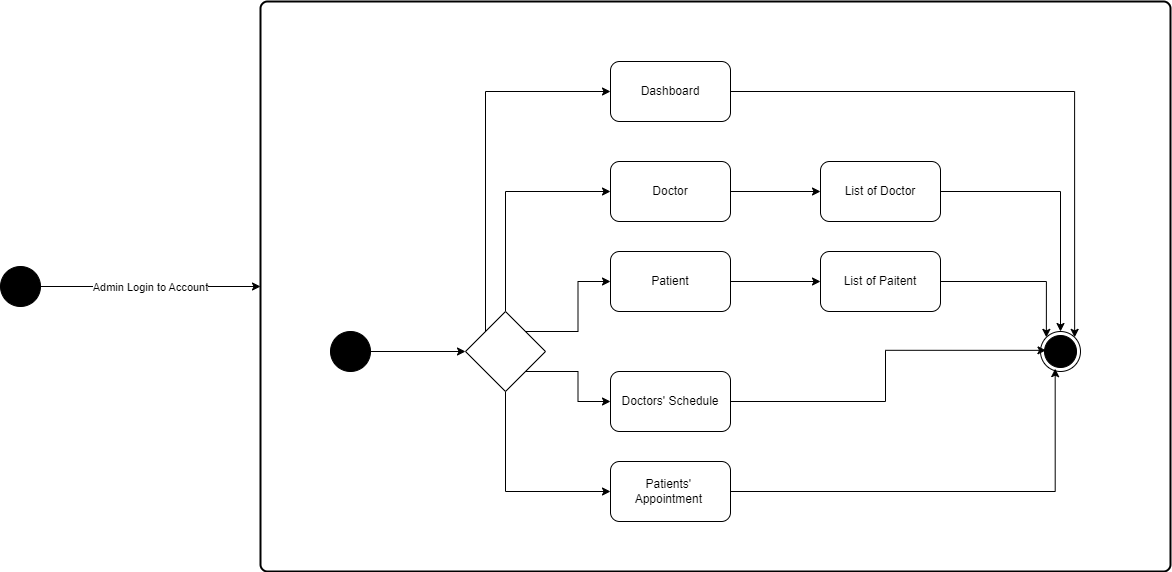 Dashboard
Doctor
List of Doctor
Patient
List of Paitent
Admin Login to Account
Doctors' Schedule
Patients'
Appointment